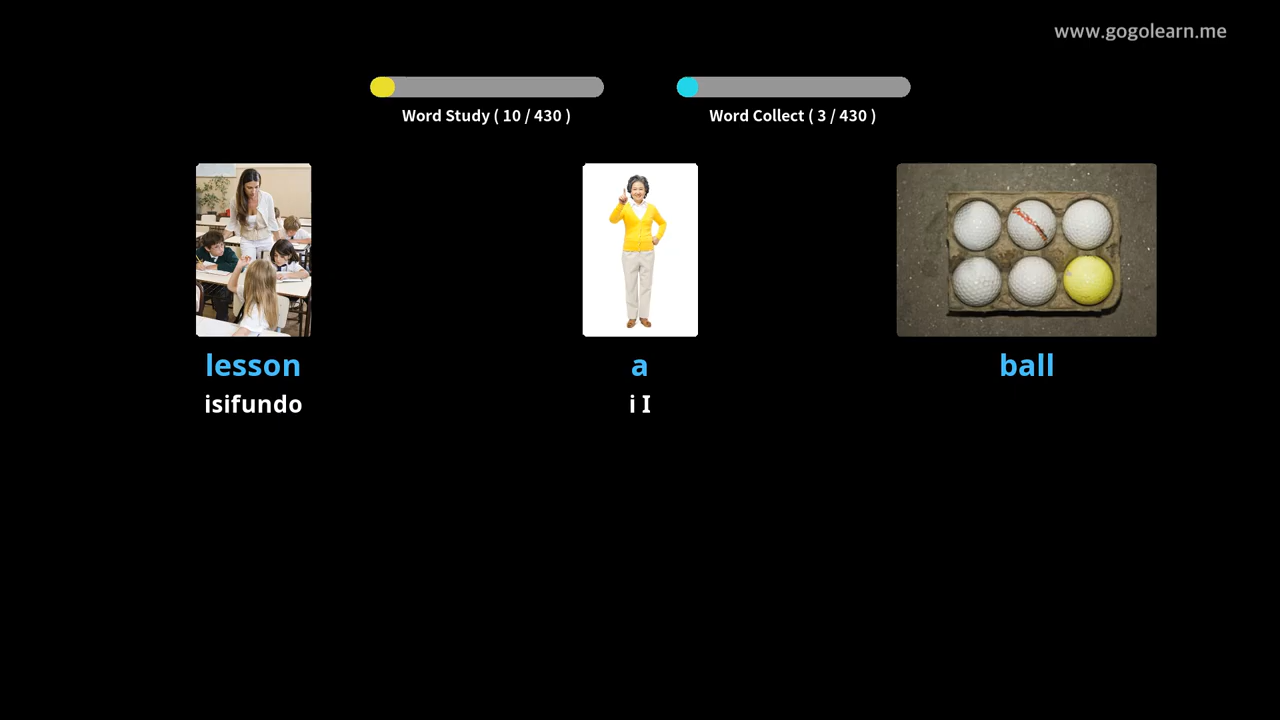 www.gogolearn.me
Word Study ( 10 / 430 )
Word Collect ( 3 / 430 )
lesson
isifundo
a
i I
ball